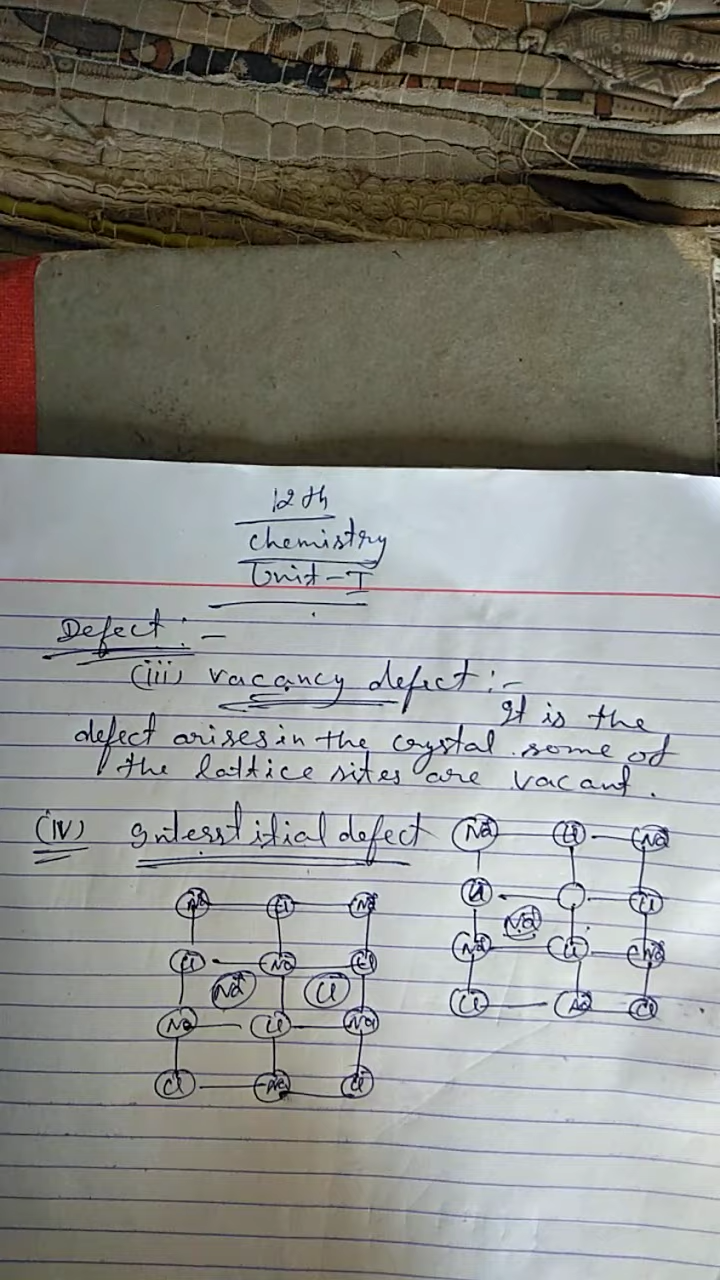 12th
chemistry
Unit-I
Defect:-
(iii) vacancy defect:-
It is the
defect arises in the crystal some of
the lattice sites are vacant.
(iv) Intersstitial defect
Na Cl Na
Cl Cl
Na
Na Cl Na
Cl Na Cl
Na Cl Na
Cl Na Cl
Na Cl
Na Cl Na
Cl Na Cl